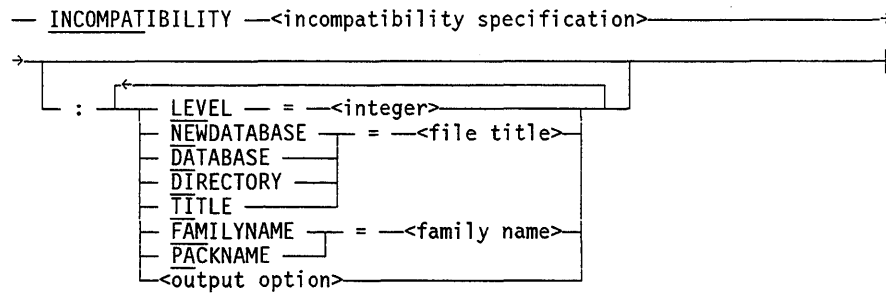 INCOMPATIBILITY <incompatibility specification>
:
LEVEL = <integer>
NEWDATABASE = <file title>
DATABASE
DIRECTORY
TITLE
FAMILYNAME = <family name>
PACKNAME
<output option>